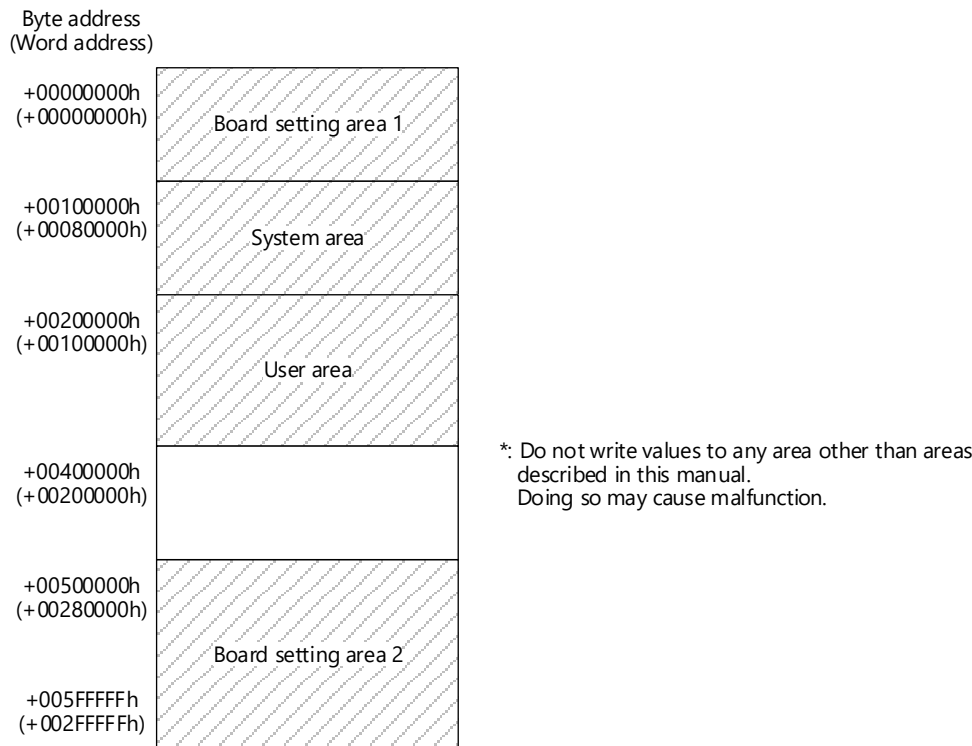 Byte address
(Word address)
+00000000h
(+00000000h)
Board setting area 1
+00100000h
(+00080000h)
System area
+00200000h
(+00100000h)
User area
+00400000h
(+00200000h)
*: Do not write values to any area other than areas
described in this manual.
Doing so may cause malfunction.
+00500000h
(+00280000h)
Board setting area 2
+005FFFFFh
(+002FFFFFh)